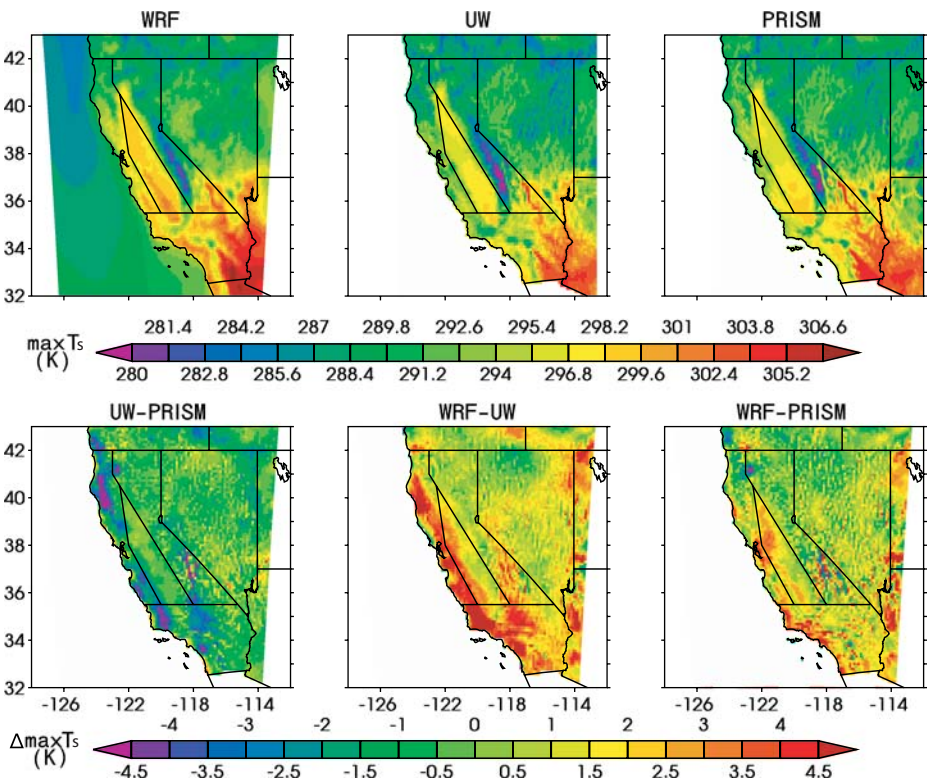 WRF UW PRISM
42
40
38
36
34
32
281.4 284.2 287 289.8 292.6 295.4 298.2 301 303.8 306.6
maxTs
(K)
280 282.8 285.6 288.4 291.2 294 296.8 299.6 302.4 305.2
UW-PRISM WRF-UW WRF-PRISM
42
40
38
36
34
32
-126 -122 -118 -114 -126 -122 -118 -114 -126 -122 -118 -114
-4 -3 -2 -1 0 1 2 3 4
ΔmaxTs
(K)
-4.5 -3.5 -2.5 -1.5 -0.5 0.5 1.5 2.5 3.5 4.5